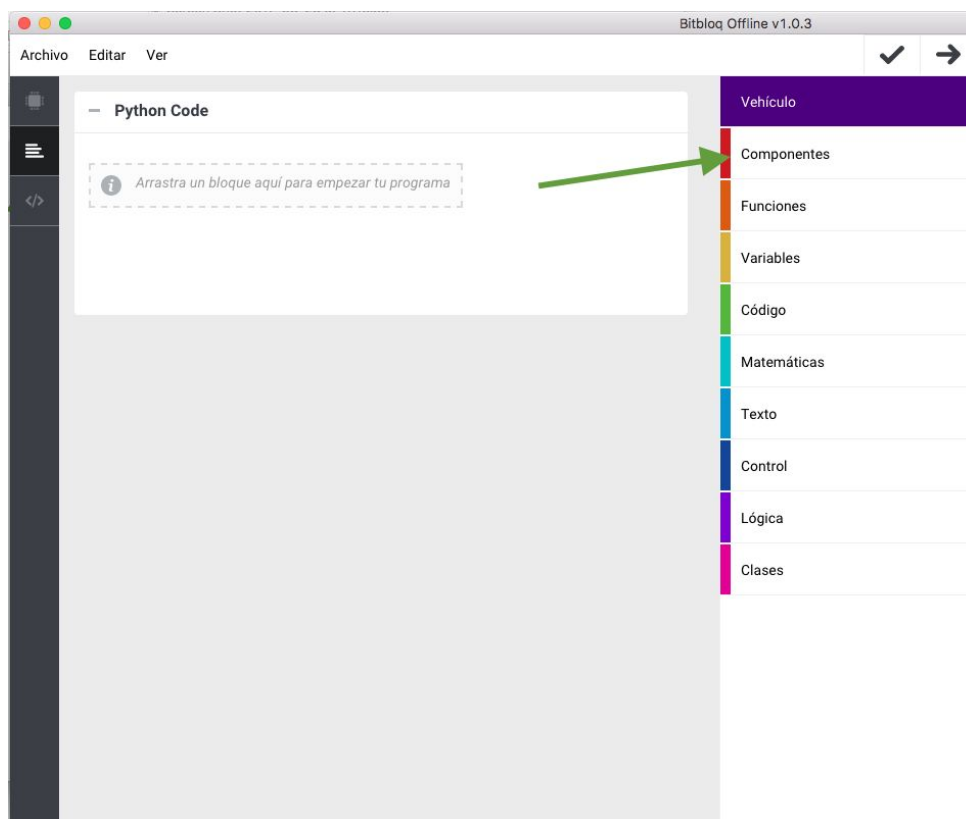 Bitbloq Offline v1.0.3
Archivo Editar Ver
Python Code
Arrastra un bloque aquí para empezar tu programa
Vehículo
Componentes
Funciones
Variables
Código
Matemáticas
Texto
Control
Lógica
Clases